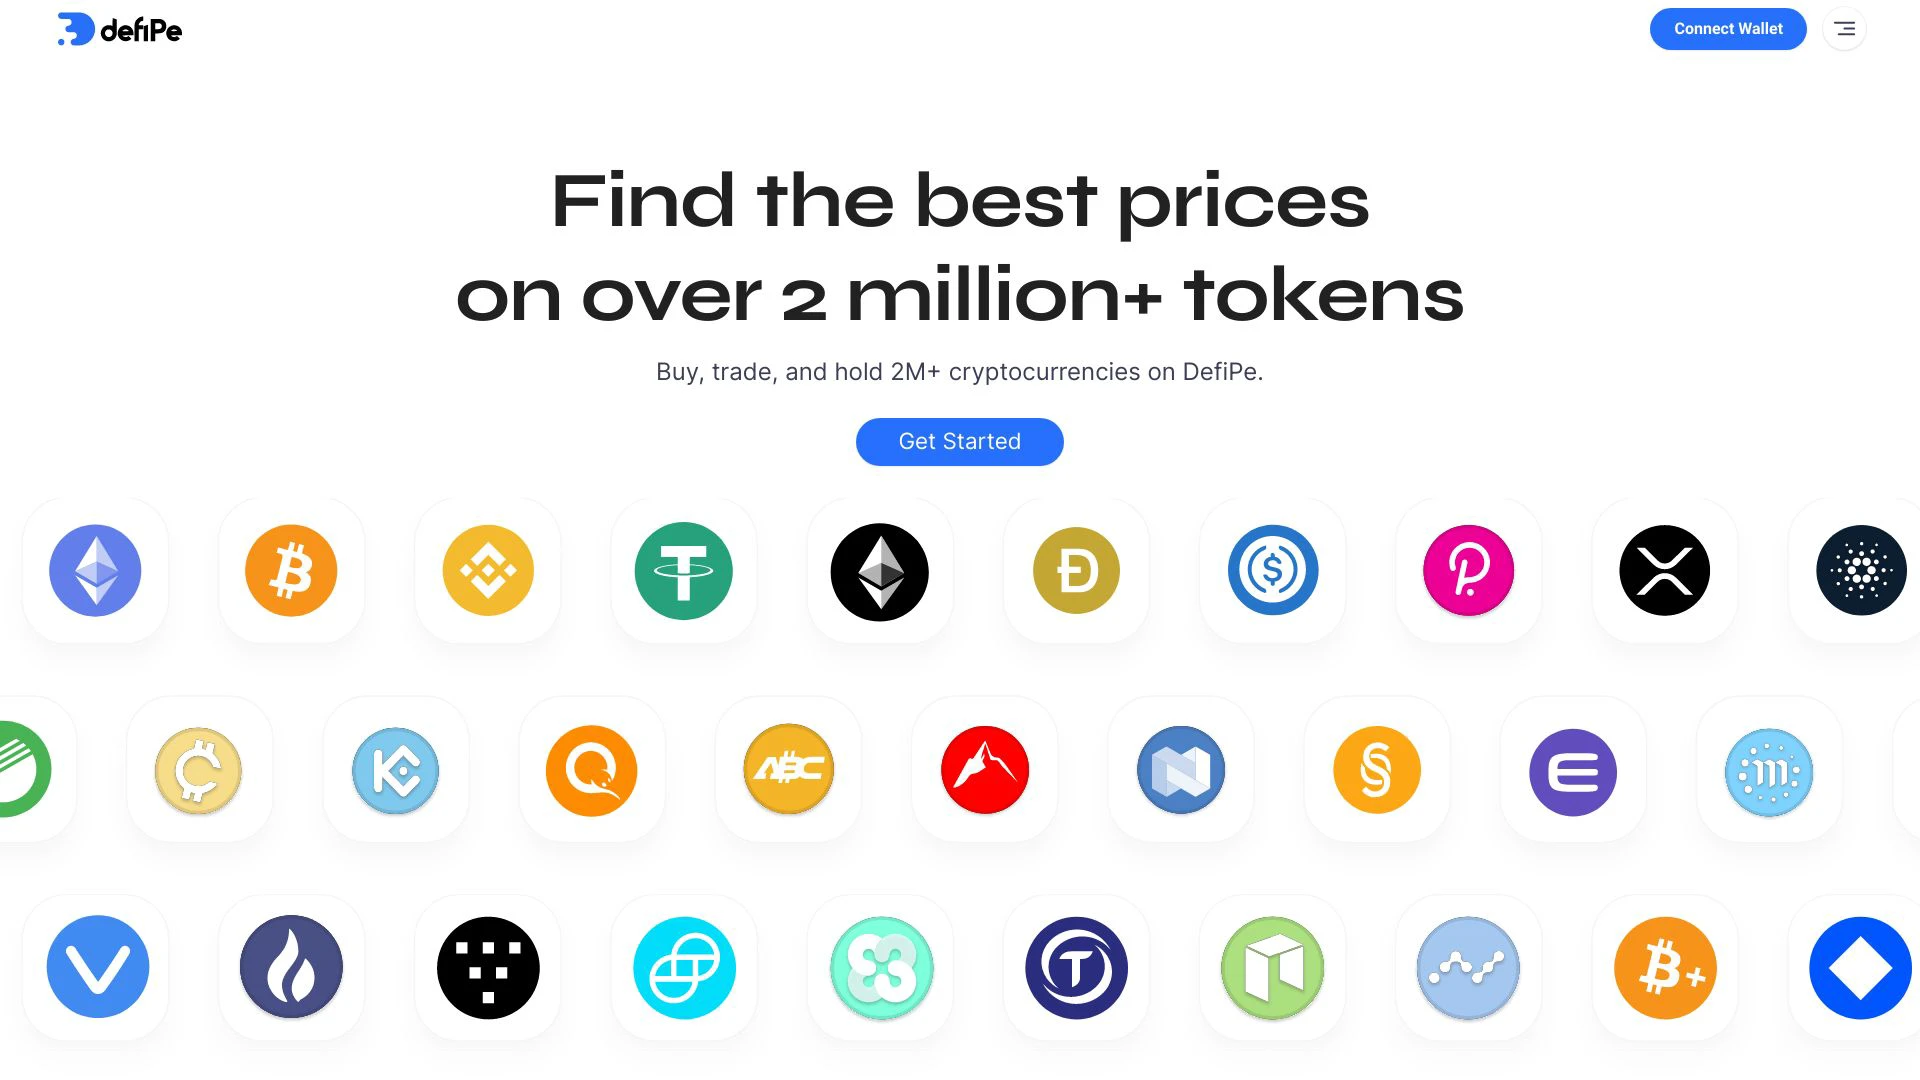 defiPe
Connect Wallet
Find the best prices
on over 2 million+ tokens
Buy, trade, and hold 2M+ cryptocurrencies on DefiPe.
Get Started
ABC